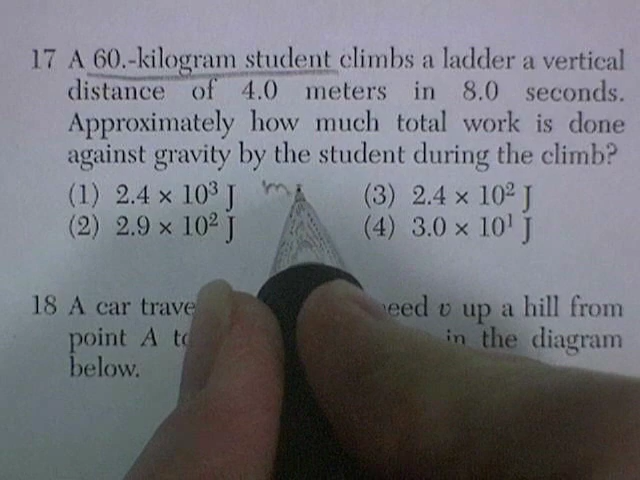 17 A 60.-kilogram student climbs a ladder a vertical
distance of 4.0 meters in 8.0 seconds.
Approximately how much total work is done
against gravity by the student during the climb?
(1) 2.4 × 10³ J m (3) 2.4 × 10² J
(2) 2.9 × 10² J (4) 3.0 × 10¹ J
18 A car v up a hill from
point A in the diagram
below.